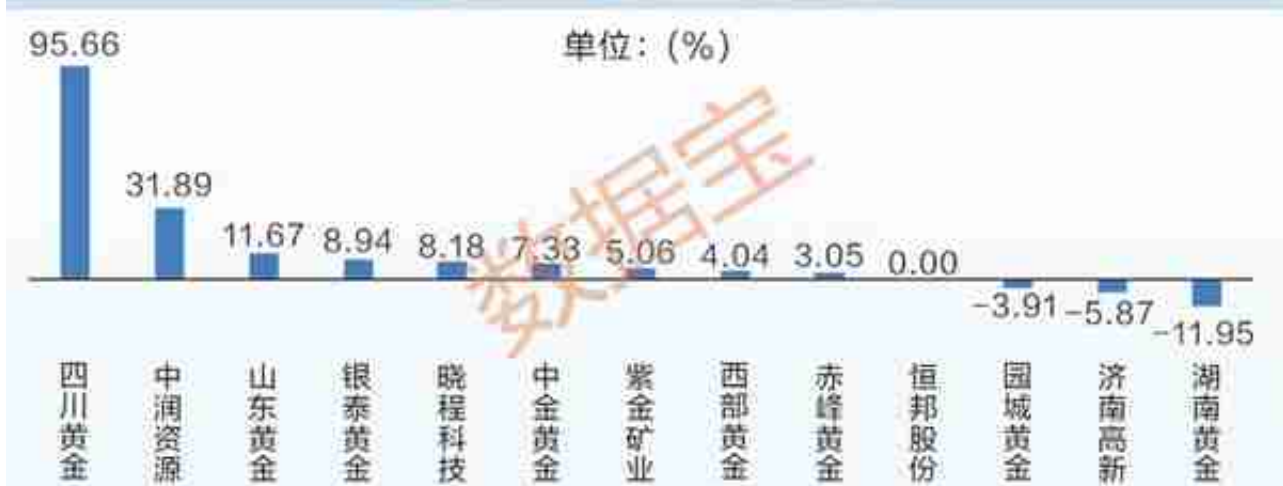 单位：(%)
95.66
31.89
11.67
8.94
8.18
7.33
5.06
4.04
3.05
0.00
-3.91
-5.87
-11.95
数据宝
四川黄金
中润资源
山东黄金
银泰黄金
晓程科技
中金黄金
紫金矿业
西部黄金
赤峰黄金
恒邦股份
园城黄金
济南高新
湖南黄金